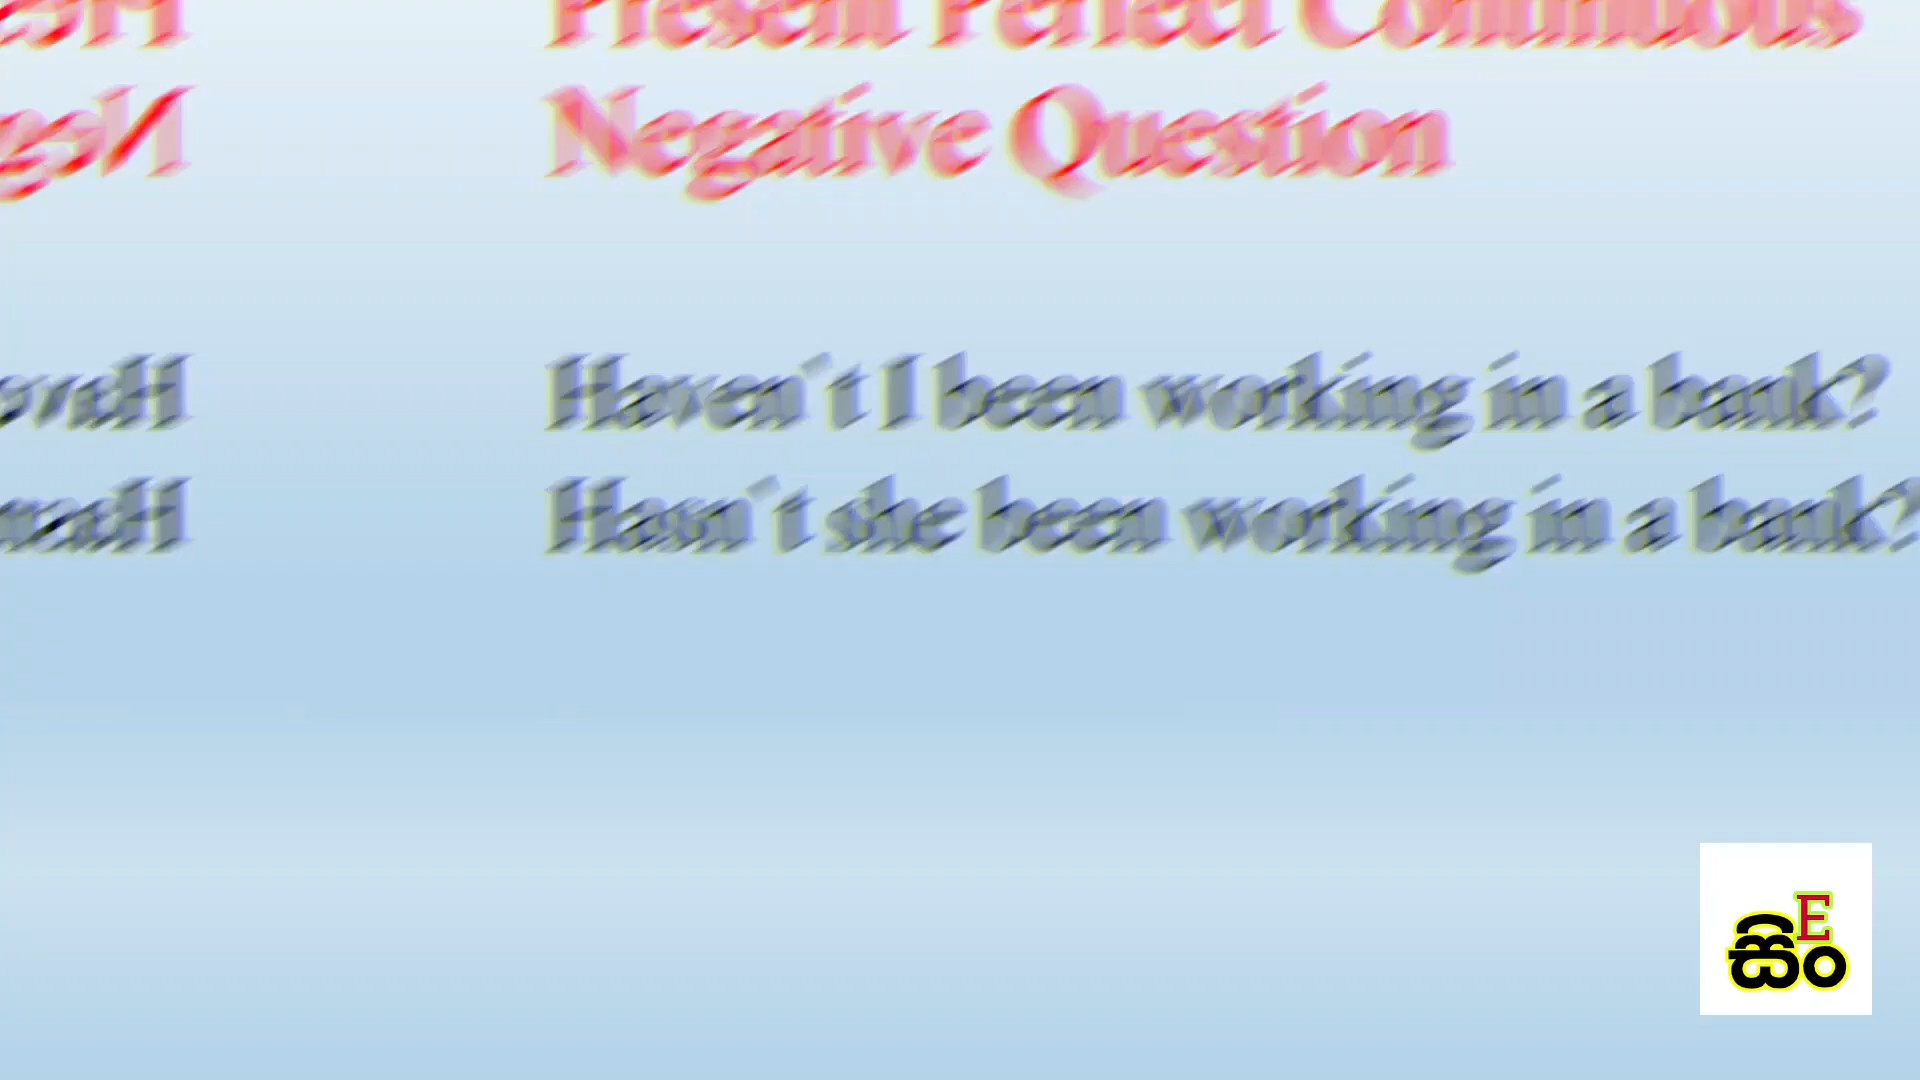 Present Perfect Continuous
Negative Question
Haven`t I been working in a bank?
Hasn`t she been working in a bank?
E
සිං